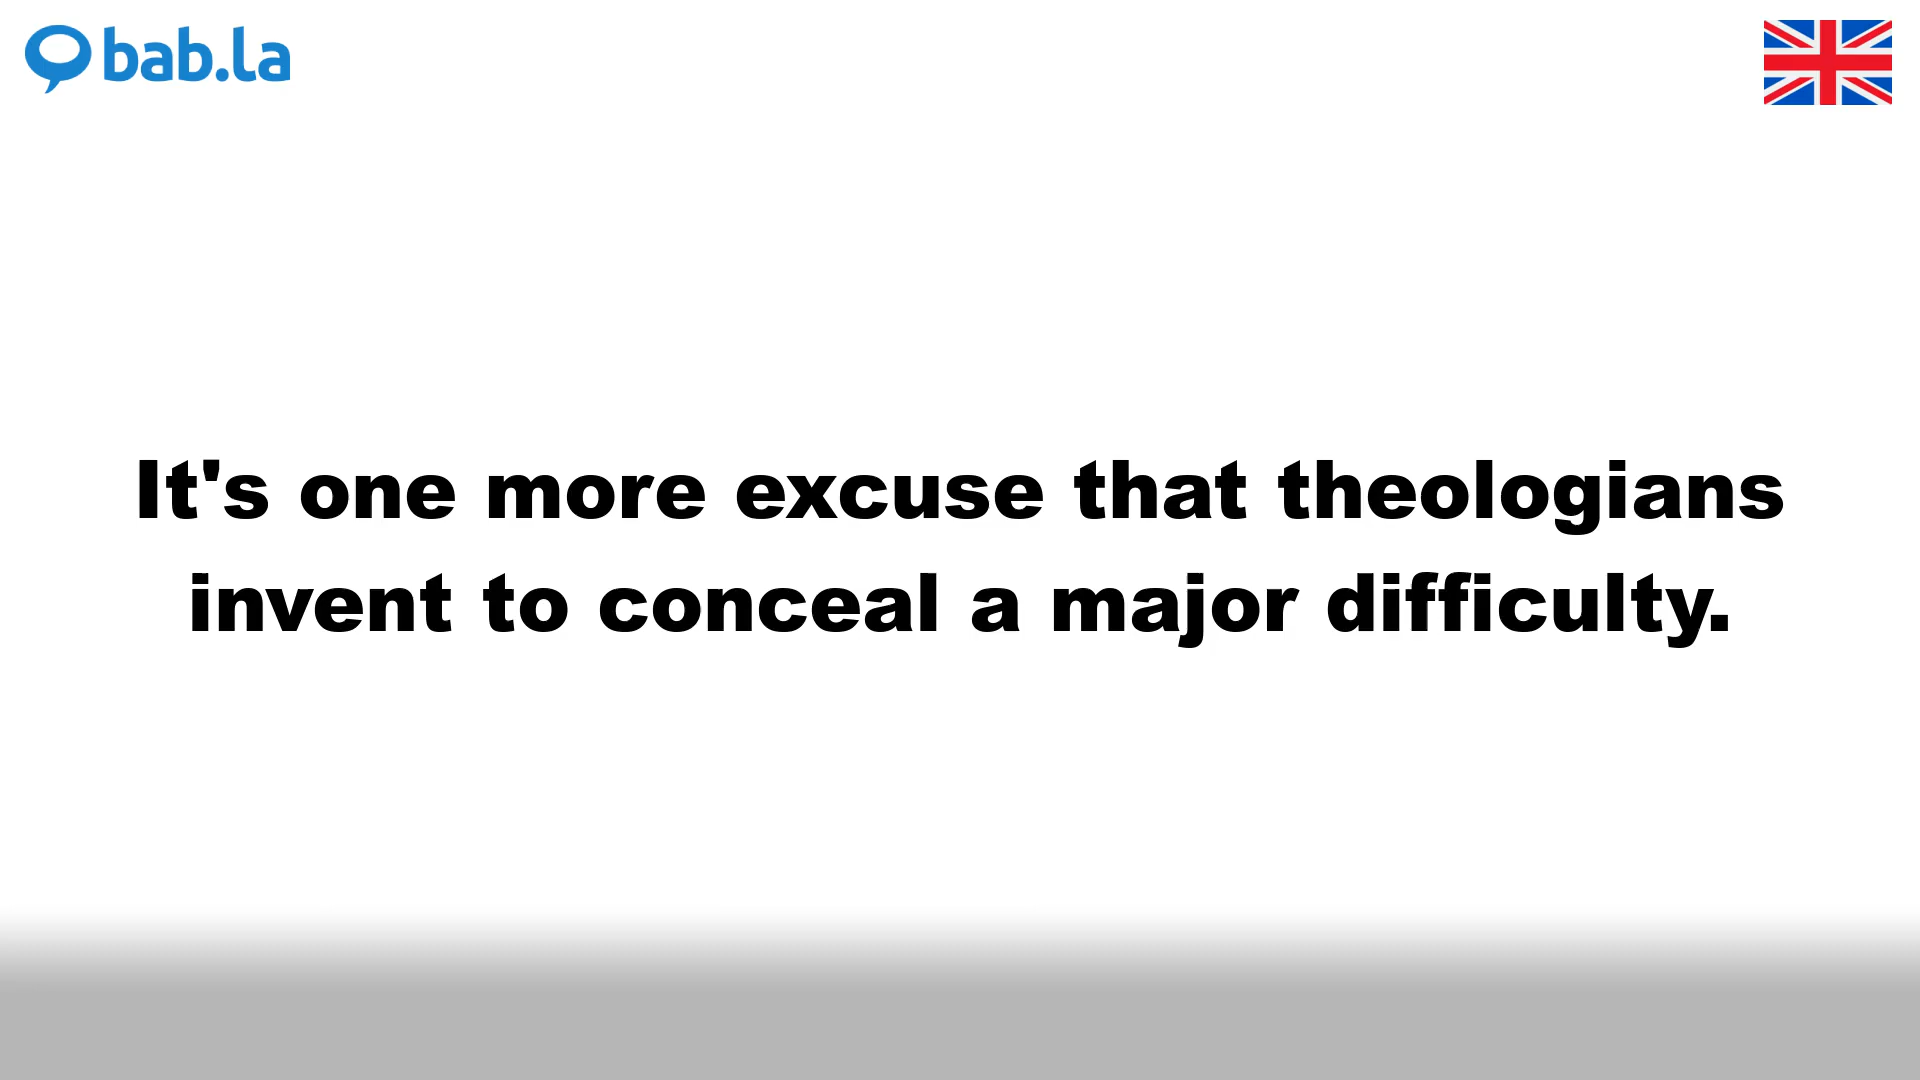 bab.la
It's one more excuse that theologians
invent to conceal a major difficulty.